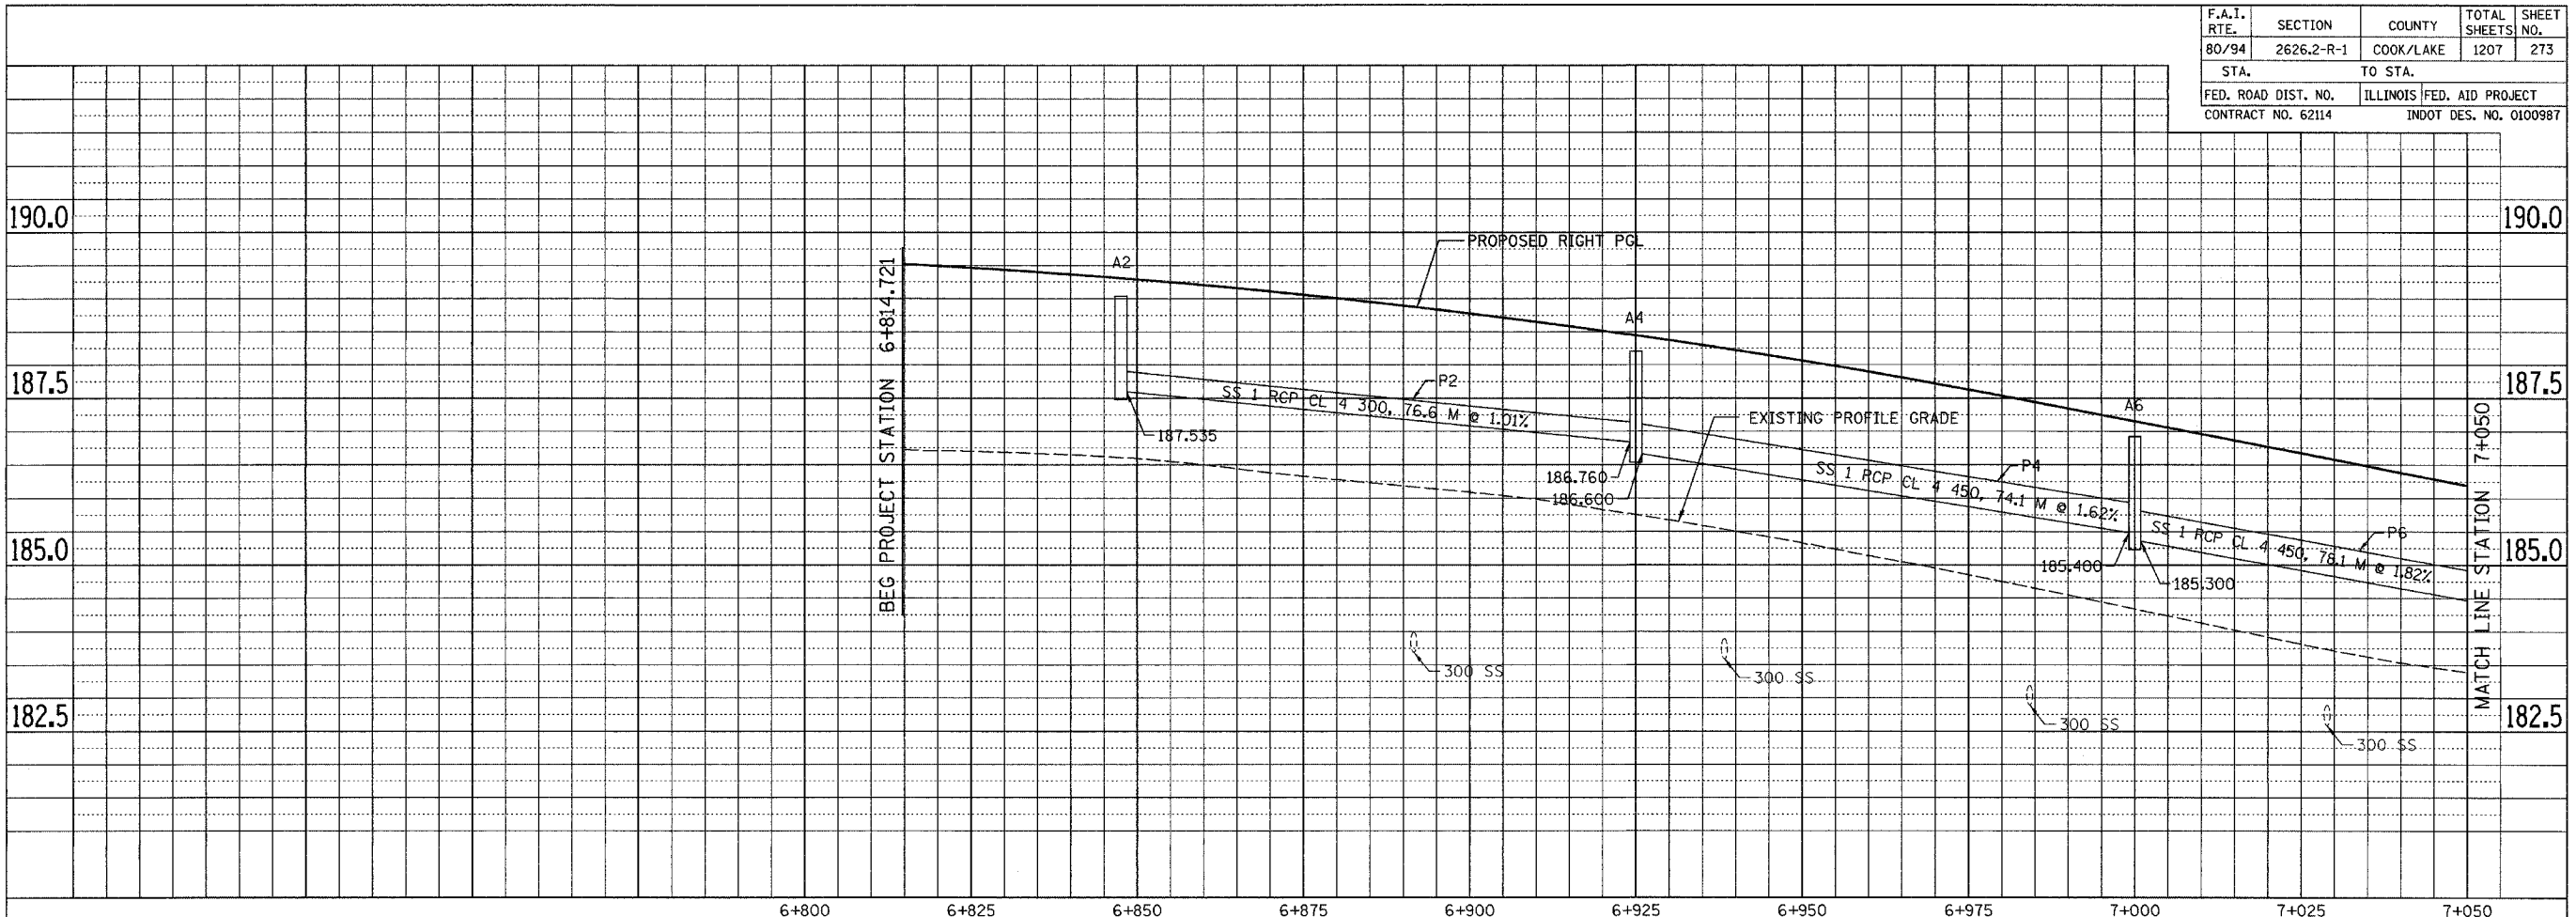 F.A.I. RTE. SECTION COUNTY TOTAL SHEETS SHEET NO.
80/94 2626.2-R-1 COOK/LAKE 1207 273
STA. TO STA.
FED. ROAD DIST. NO. ILLINOIS FED. AID PROJECT
CONTRACT NO. 62114 INDOT DES. NO. 0100987
190.0 190.0
PROPOSED RIGHT PGL
A2
BEG PROJECT STATION 6+814.721
A4
187.5 187.5
P2
SS 1 RCP CL 4 300, 76.6 M @ 1.01%
187.535
EXISTING PROFILE GRADE
A6
MATCH LINE STATION 7+050
186.760
186.600
P4
SS 1 RCP CL 4 450, 74.1 M @ 1.62%
P6
SS 1 RCP CL 4 450, 78.1 M @ 1.82%
185.0 185.0
185.400
185.300
300 SS
300 SS
300 SS
300 SS
182.5 182.5
6+800 6+825 6+850 6+875 6+900 6+925 6+950 6+975 7+000 7+025 7+050